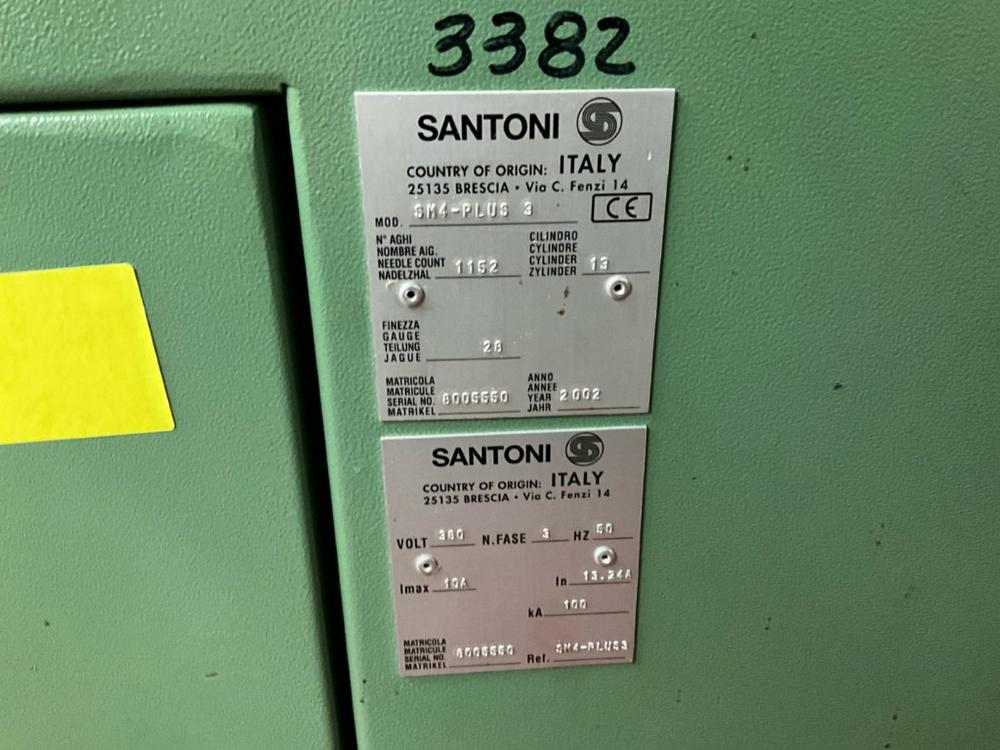 3382
SANTONI
COUNTRY OF ORIGIN: ITALY
25135 BRESCIA • Via C. Fenzi 14
MOD. SM4-PLUS 3 CE
N° AGHI
NOMBRE AIG.
NEEDLE COUNT
NADELZHAL 1152
CILINDRO
CYLINDRE
CYLINDER
ZYLINDER 13
FINEZZA
GAUGE
TEILUNG
JAGUE 28
MATRICOLA
MATRICULE
SERIAL NO.
MATRIKEL 6005550
ANNO
ANNEE
YEAR
JAHR 2002
SANTONI
COUNTRY OF ORIGIN: ITALY
25135 BRESCIA • Via C. Fenzi 14
VOLT 380 N.FASE 3 HZ 50
Imax 10A In 13.24A
kA 100
MATRICOLA
MATRICULE
SERIAL NO.
MATRIKEL 6005550
Ref. SM4-PLUS3